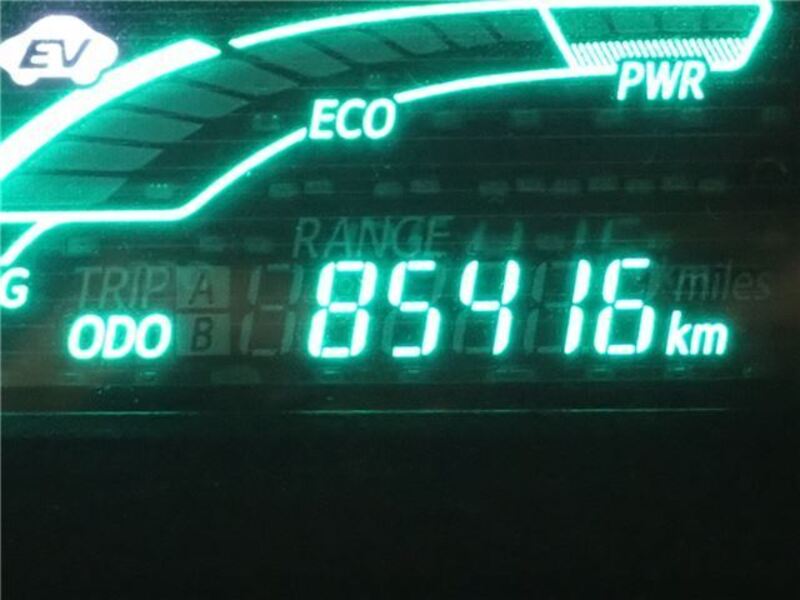 EV
PWR
ECO
RANGE
G
TRIP A miles
ODO B 85416 km